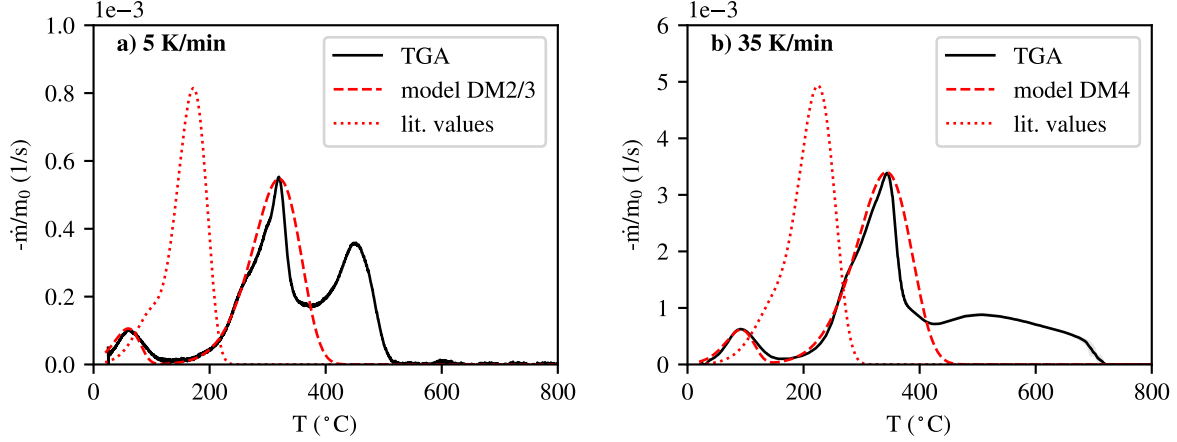 1e−3
a) 5 K/min
TGA
model DM2/3
lit. values
-ṁ/m₀ (1/s)
1.0
0.8
0.6
0.4
0.2
0.0
0 200 400 600 800
T (°C)
1e−3
b) 35 K/min
TGA
model DM4
lit. values
-ṁ/m₀ (1/s)
6
5
4
3
2
1
0
0 200 400 600 800
T (°C)